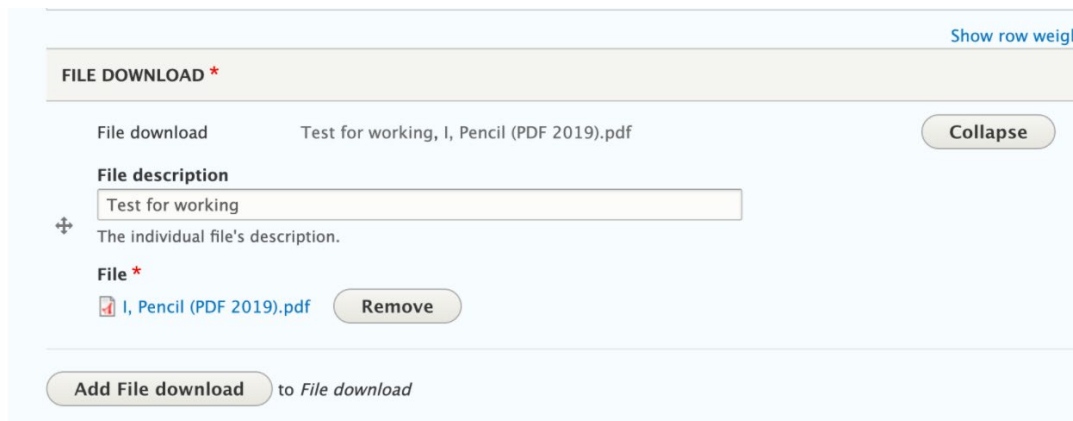 Show row weigh
FILE DOWNLOAD *
File download Test for working, I, Pencil (PDF 2019).pdf Collapse
File description
Test for working
The individual file's description.
File *
I, Pencil (PDF 2019).pdf Remove
Add File download to File download